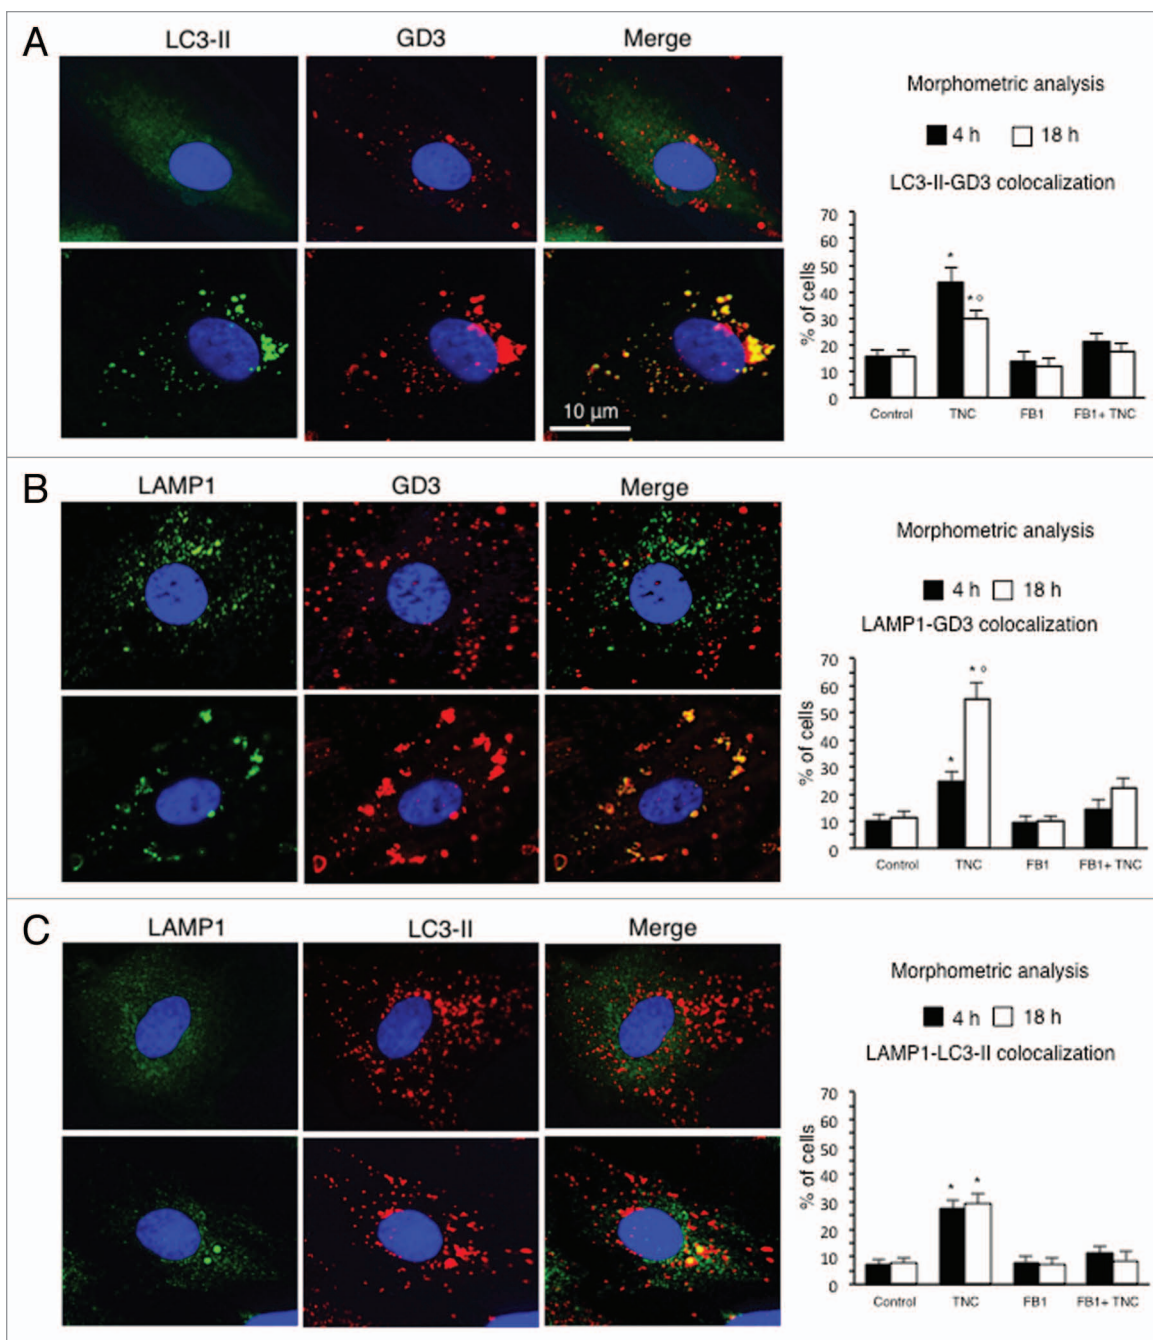 A
LC3-II GD3 Merge
Morphometric analysis
4 h 18 h
LC3-II-GD3 colocalization
70
60
50
40
30
20
10
0
% of cells
* * °
Control TNC FB1 FB1+ TNC
10 µm
B
LAMP1 GD3 Merge
Morphometric analysis
4 h 18 h
LAMP1-GD3 colocalization
70
60
50
40
30
20
10
0
% of cells
* * °
Control TNC FB1 FB1+ TNC
C
LAMP1 LC3-II Merge
Morphometric analysis
4 h 18 h
LAMP1-LC3-II colocalization
70
60
50
40
30
20
10
0
% of cells
* *
Control TNC FB1 FB1+ TNC